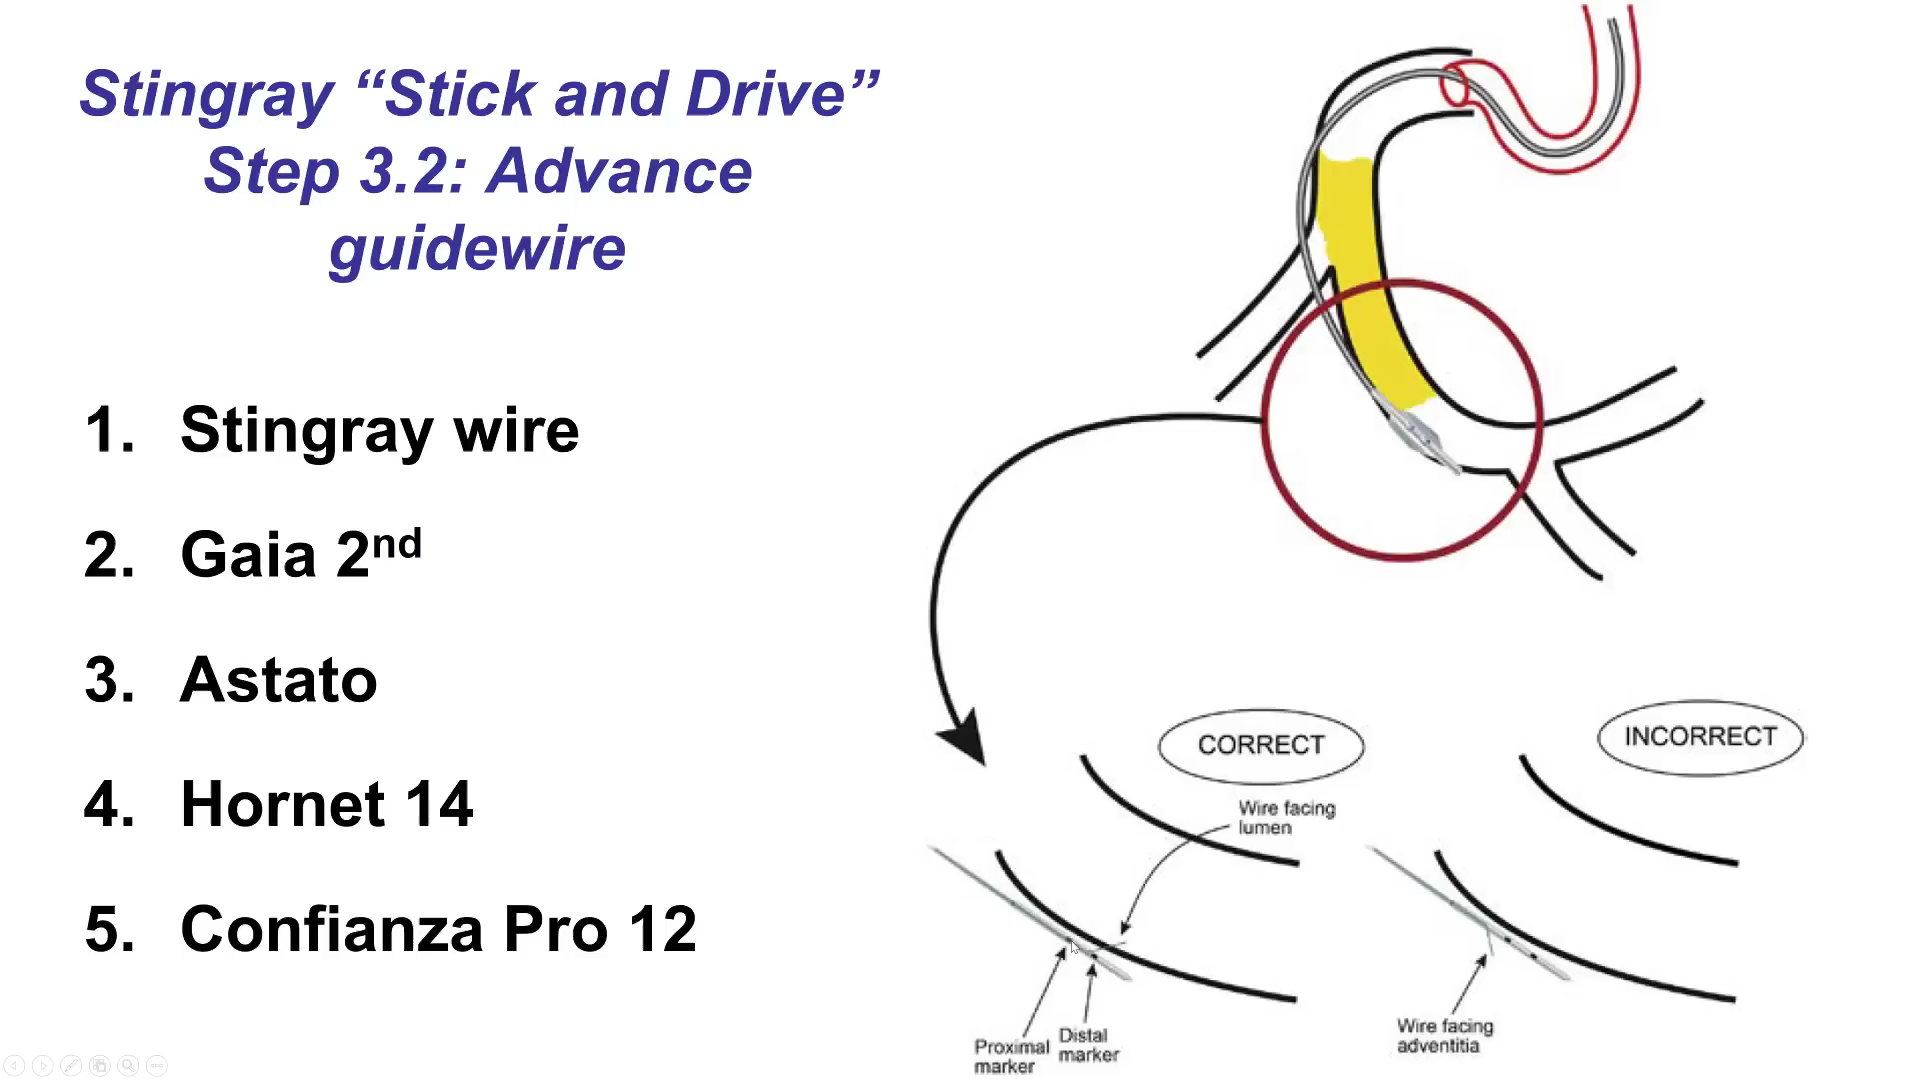 Stingray “Stick and Drive”
Step 3.2: Advance
guidewire
1. Stingray wire
2. Gaia 2nd
3. Astato
4. Hornet 14
5. Confianza Pro 12
CORRECT
INCORRECT
Wire facing
lumen
Proximal
marker
Distal
marker
Wire facing
adventitia